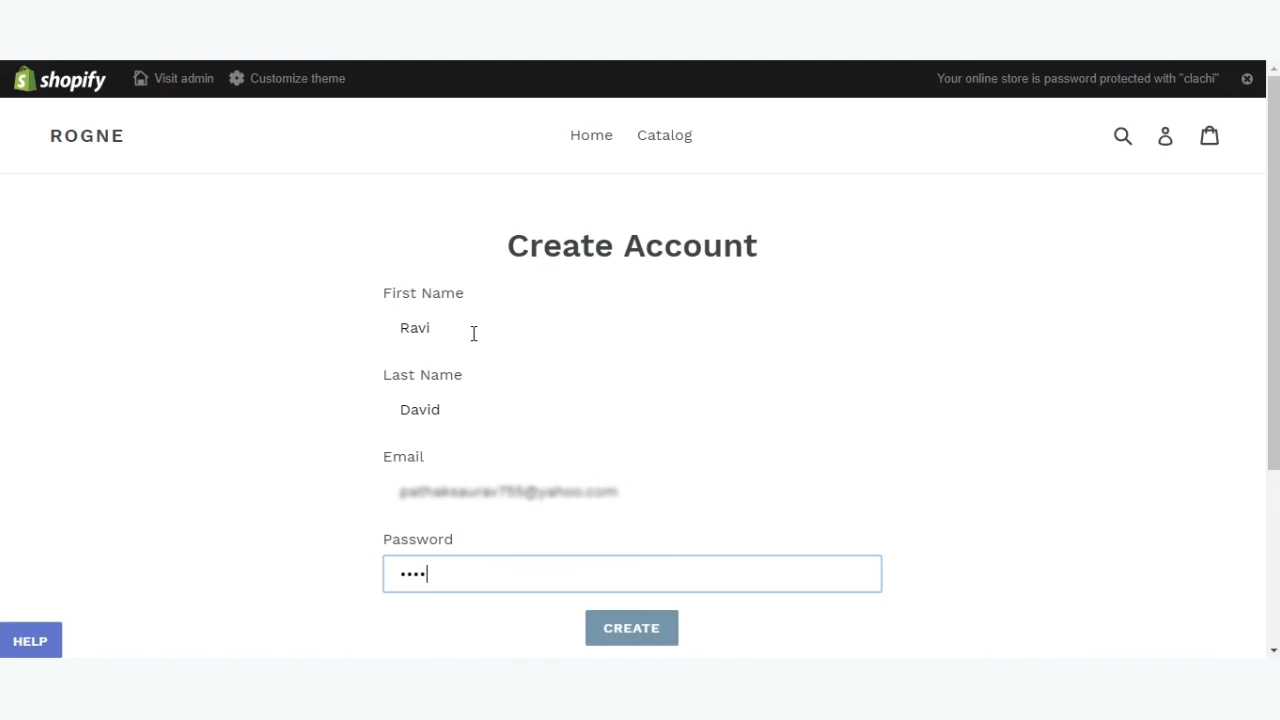 shopify Visit admin Customize theme Your online store is password protected with "clachi"
ROGNE Home Catalog
Create Account
First Name
Ravi
Last Name
David
Email
Password
••••
CREATE
HELP